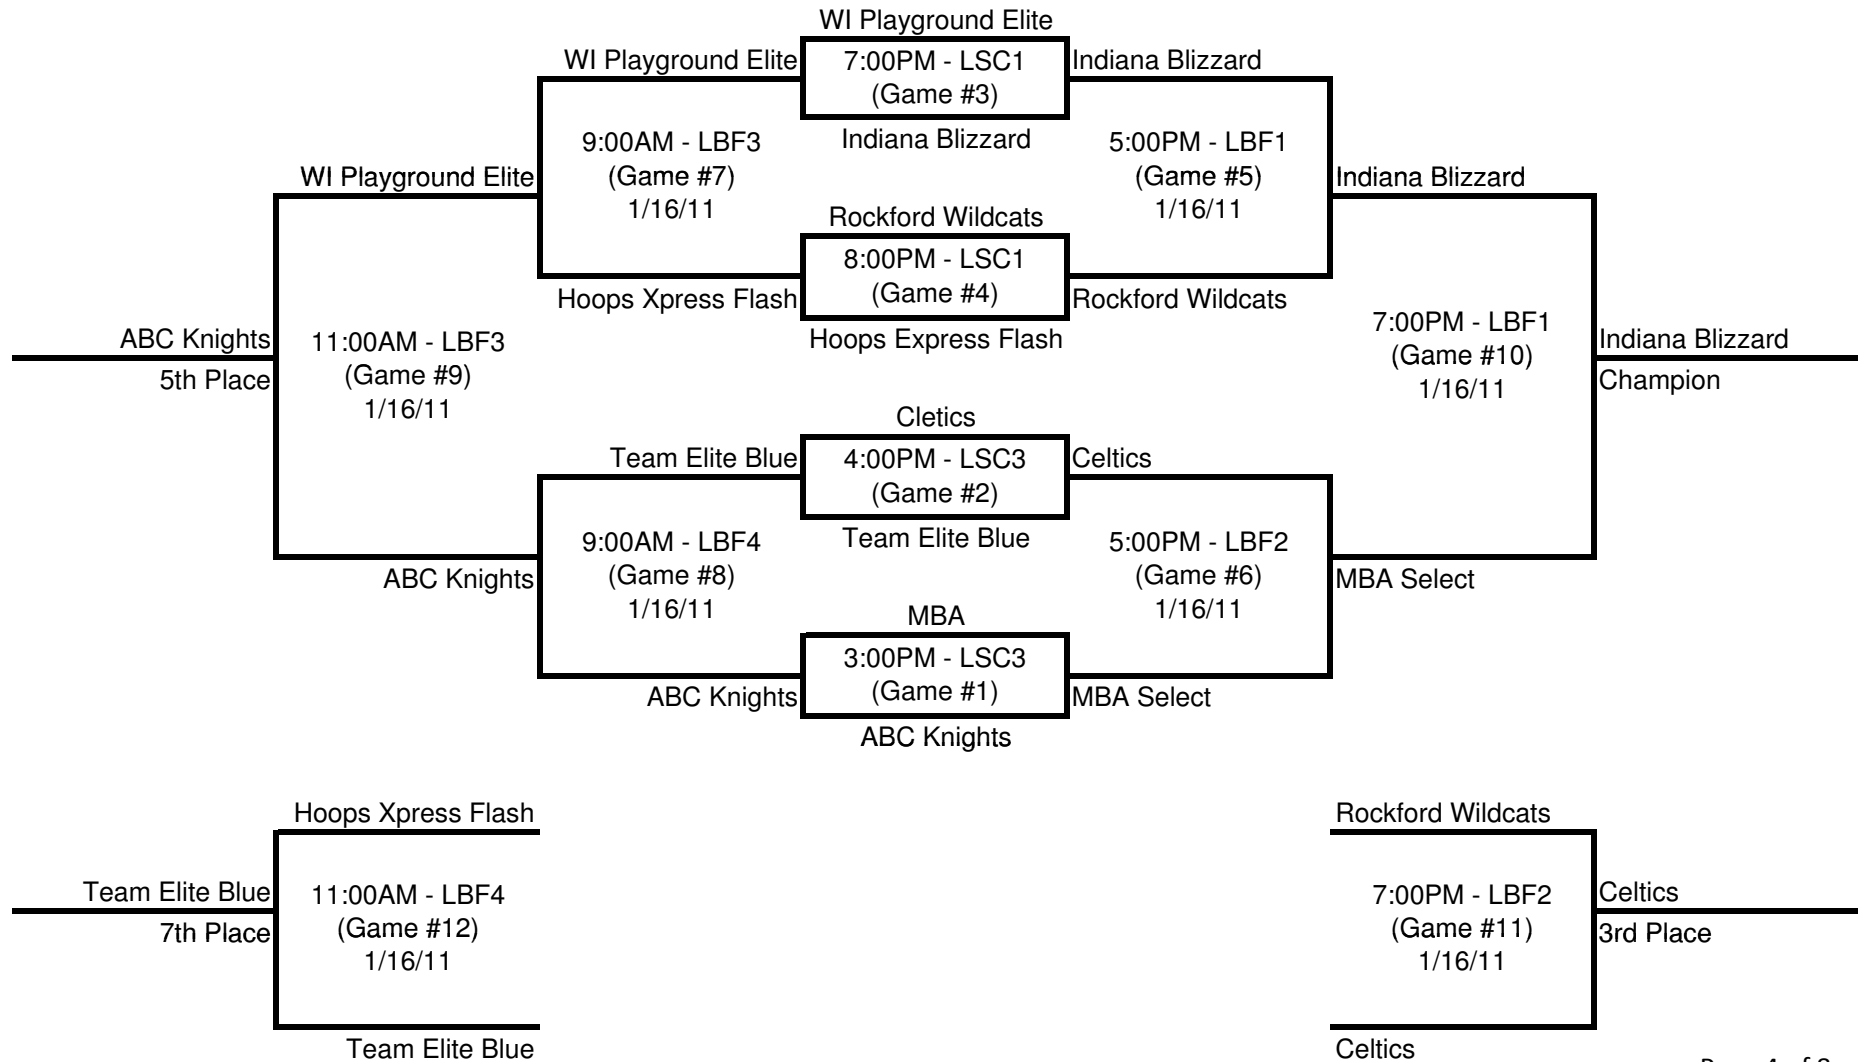 WI Playground Elite
WI Playground Elite
7:00PM - LSC1
(Game #3)
Indiana Blizzard
Indiana Blizzard
9:00AM - LBF3
(Game #7)
1/16/11
5:00PM - LBF1
(Game #5)
1/16/11
WI Playground Elite
Indiana Blizzard
Rockford Wildcats
8:00PM - LSC1
(Game #4)
Hoops Xpress Flash
Rockford Wildcats
Hoops Express Flash
ABC Knights
5th Place
11:00AM - LBF3
(Game #9)
1/16/11
7:00PM - LBF1
(Game #10)
1/16/11
Indiana Blizzard
Champion
Cletics
Team Elite Blue
4:00PM - LSC3
(Game #2)
Celtics
Team Elite Blue
9:00AM - LBF4
(Game #8)
1/16/11
5:00PM - LBF2
(Game #6)
1/16/11
ABC Knights
MBA Select
MBA
3:00PM - LSC3
(Game #1)
ABC Knights
MBA Select
ABC Knights
Hoops Xpress Flash
Team Elite Blue
7th Place
11:00AM - LBF4
(Game #12)
1/16/11
Team Elite Blue
Rockford Wildcats
7:00PM - LBF2
(Game #11)
1/16/11
Celtics
3rd Place
Celtics